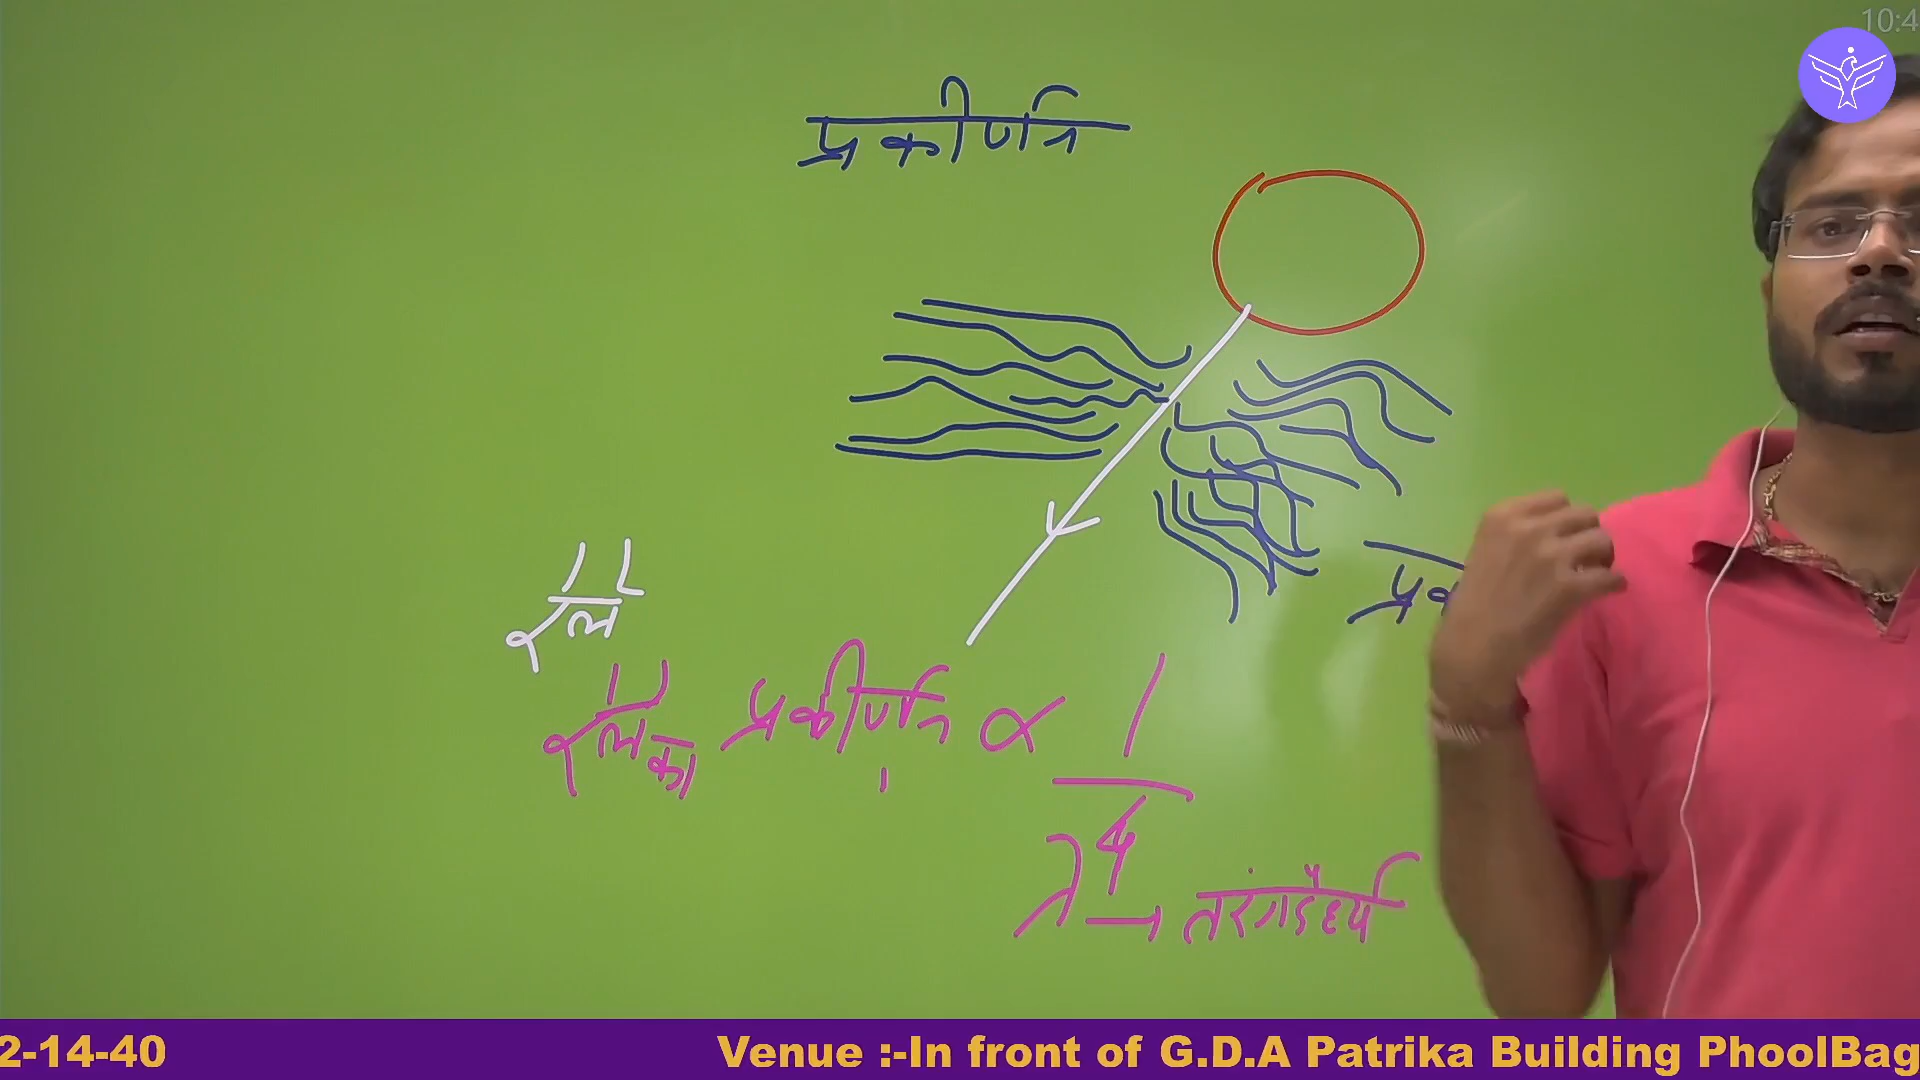 10:4
प्रकीर्णन
प्रकीर्णन ∝ 1
λ⁴ → तरंगदैर्ध्य
2-14-40 Venue :-In front of G.D.A Patrika Building PhoolBag